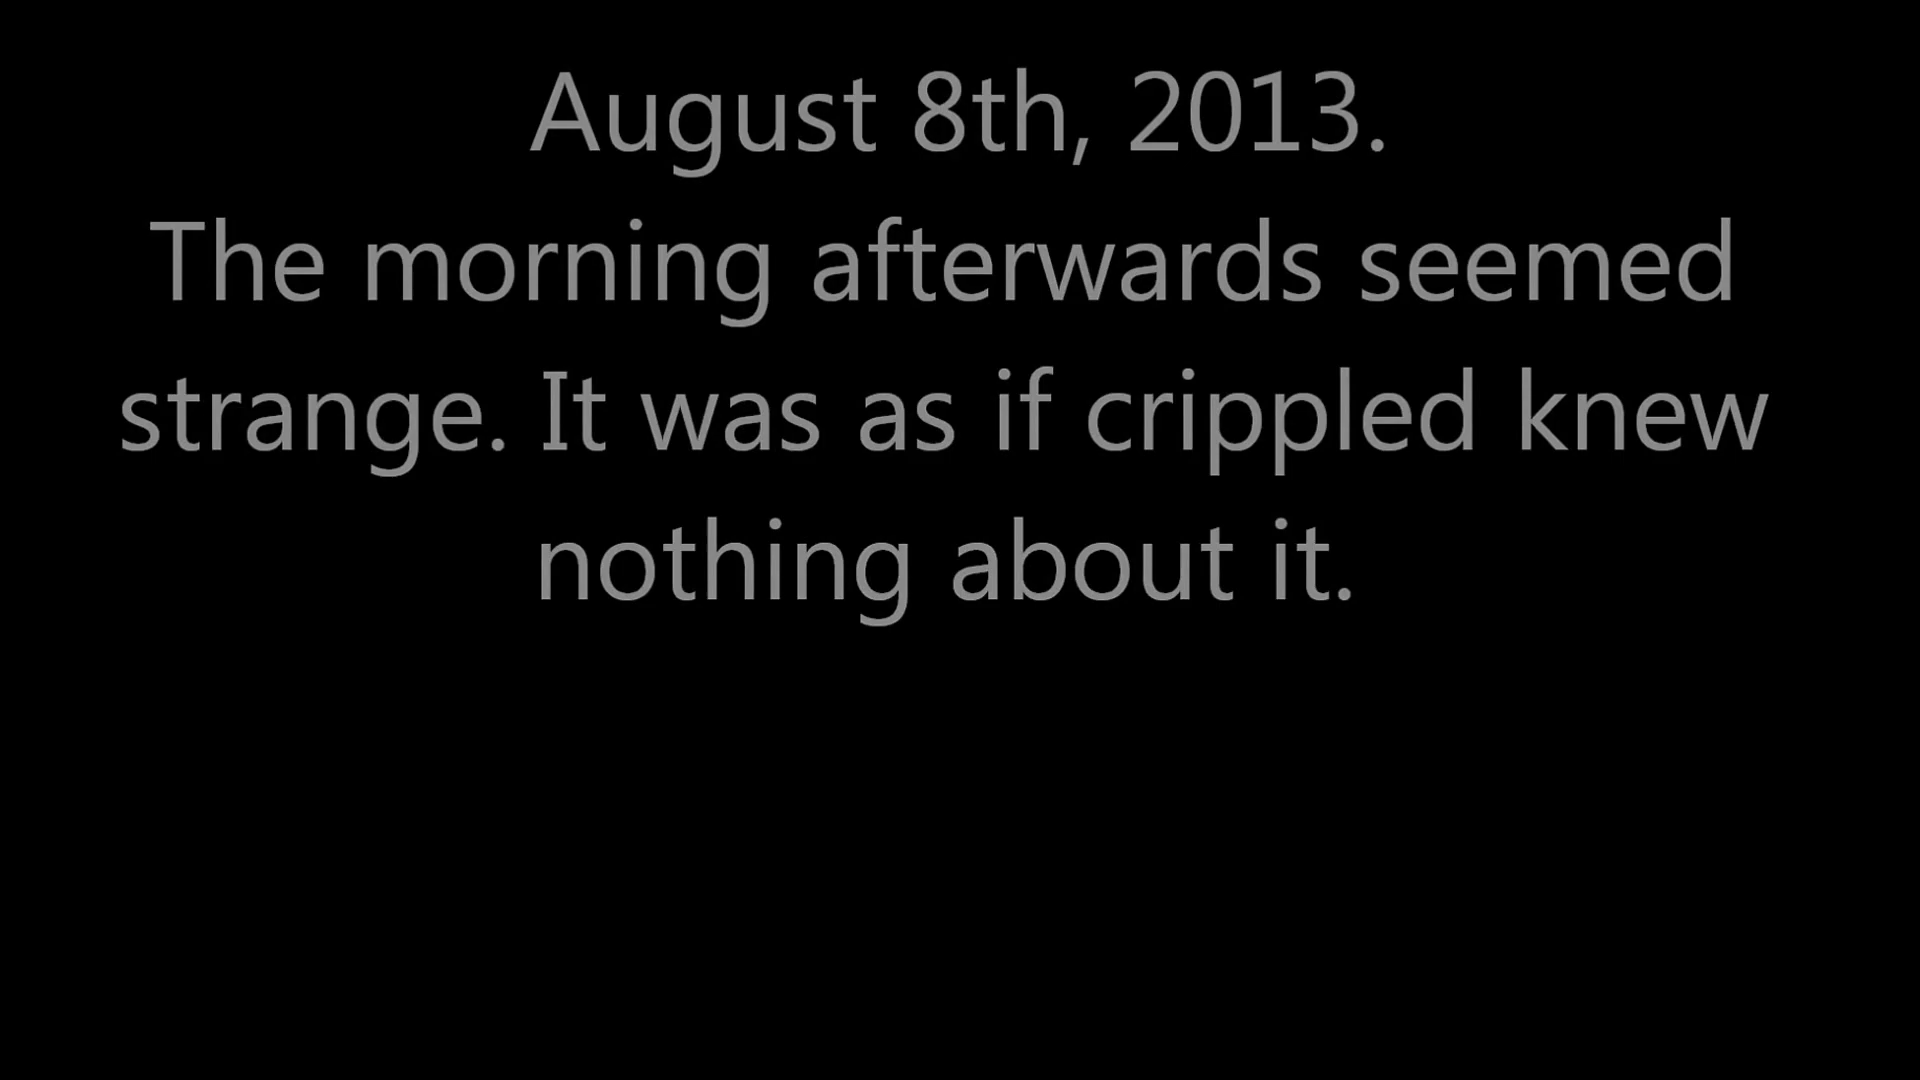 August 8th, 2013.
The morning afterwards seemed
strange. It was as if crippled knew
nothing about it.